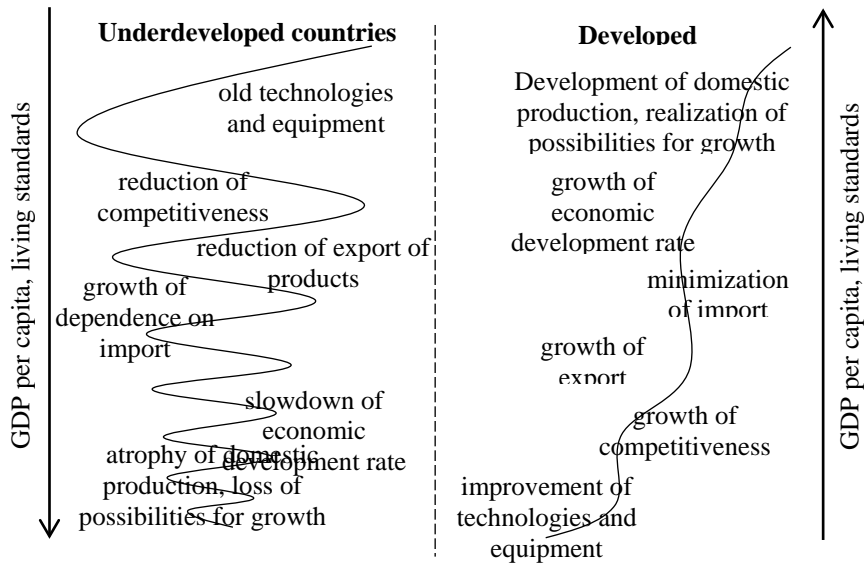 Underdeveloped countries
old technologies
and equipment
reduction of
competitiveness
reduction of export of
products
growth of
dependence on
import
slowdown of
economic
development rate
atrophy of domestic
production, loss of
possibilities for growth
GDP per capita, living standards
Developed
Development of domestic
production, realization of
possibilities for growth
growth of
economic
development rate
minimization
of import
growth of
export
growth of
competitiveness
improvement of
technologies and
equipment
GDP per capita, living standards